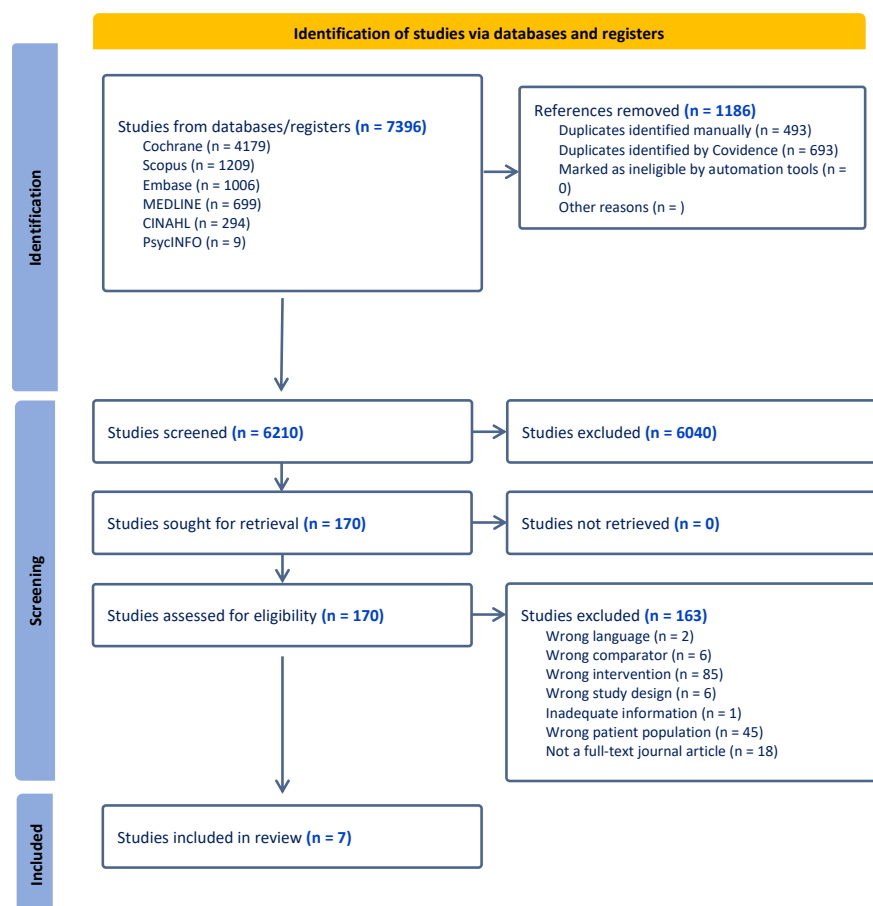 Identification of studies via databases and registers
Identification
Studies from databases/registers (n = 7396)
Cochrane (n = 4179)
Scopus (n = 1209)
Embase (n = 1006)
MEDLINE (n = 699)
CINAHL (n = 294)
PsycINFO (n = 9)
References removed (n = 1186)
Duplicates identified manually (n = 493)
Duplicates identified by Covidence (n = 693)
Marked as ineligible by automation tools (n =
0)
Other reasons (n = )
Screening
Studies screened (n = 6210)
Studies excluded (n = 6040)
Studies sought for retrieval (n = 170)
Studies not retrieved (n = 0)
Studies assessed for eligibility (n = 170)
Studies excluded (n = 163)
Wrong language (n = 2)
Wrong comparator (n = 6)
Wrong intervention (n = 85)
Wrong study design (n = 6)
Inadequate information (n = 1)
Wrong patient population (n = 45)
Not a full-text journal article (n = 18)
Included
Studies included in review (n = 7)